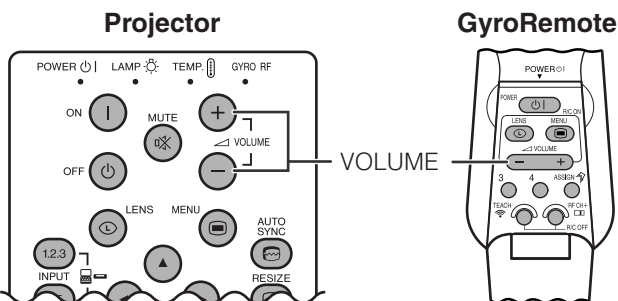 Projector
GyroRemote
POWER LAMP TEMP. GYRO RF
ON
MUTE
VOLUME
OFF
LENS MENU
AUTO
SYNC
1.2.3
INPUT
RESIZE
VOLUME
POWER
POWER
R/C ON
LENS MENU
VOLUME
3 4 ASSIGN
TEACH RF CH+
R/C OFF